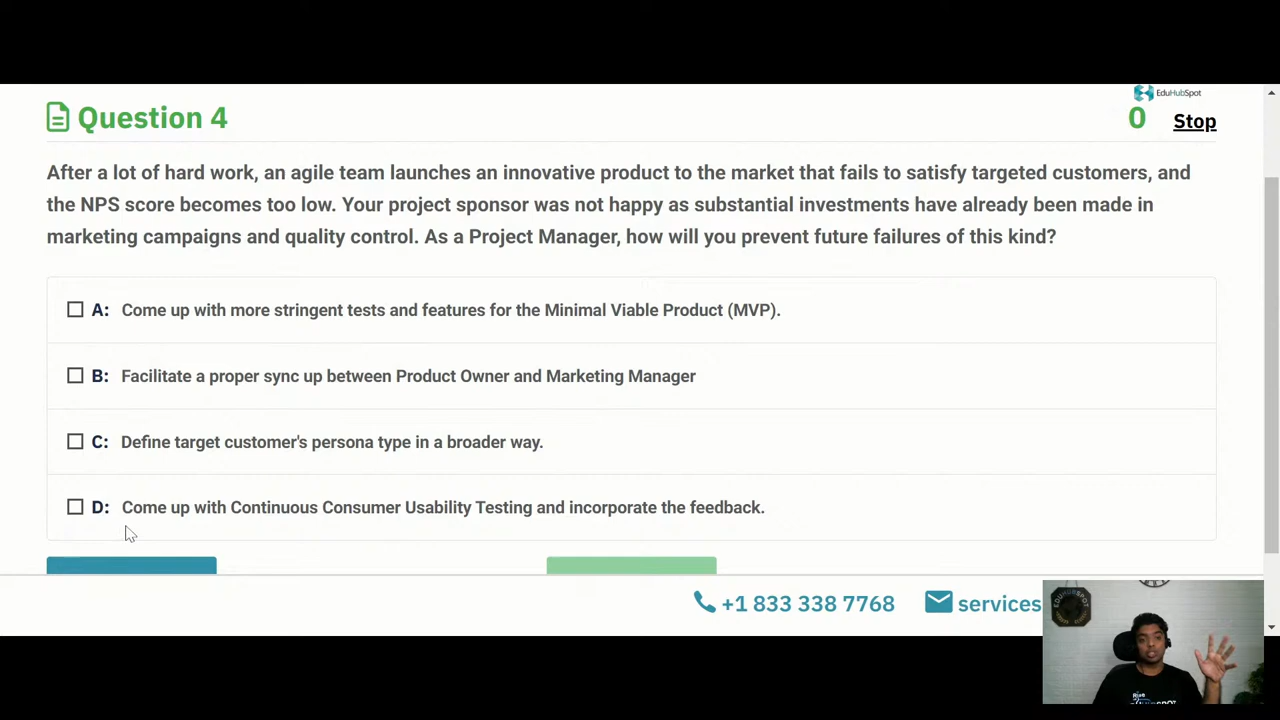 EduHubSpot
Question 4
0
Stop
After a lot of hard work, an agile team launches an innovative product to the market that fails to satisfy targeted customers, and
the NPS score becomes too low. Your project sponsor was not happy as substantial investments have already been made in
marketing campaigns and quality control. As a Project Manager, how will you prevent future failures of this kind?
A: Come up with more stringent tests and features for the Minimal Viable Product (MVP).
B: Facilitate a proper sync up between Product Owner and Marketing Manager
C: Define target customer's persona type in a broader way.
D: Come up with Continuous Consumer Usability Testing and incorporate the feedback.
+1 833 338 7768
services